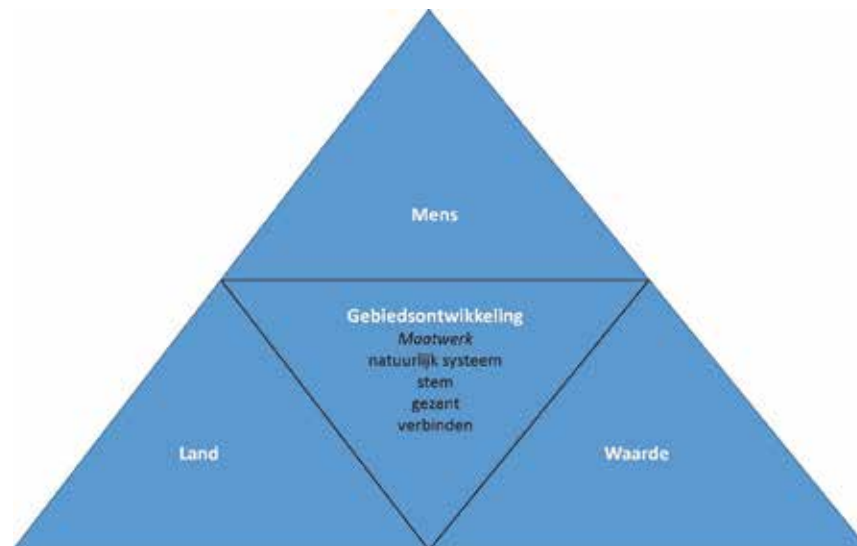 Mens
Gebiedsontwikkeling
Maatwerk
natuurlijk systeem
stem
gezant
verbinden
Land
Waarde